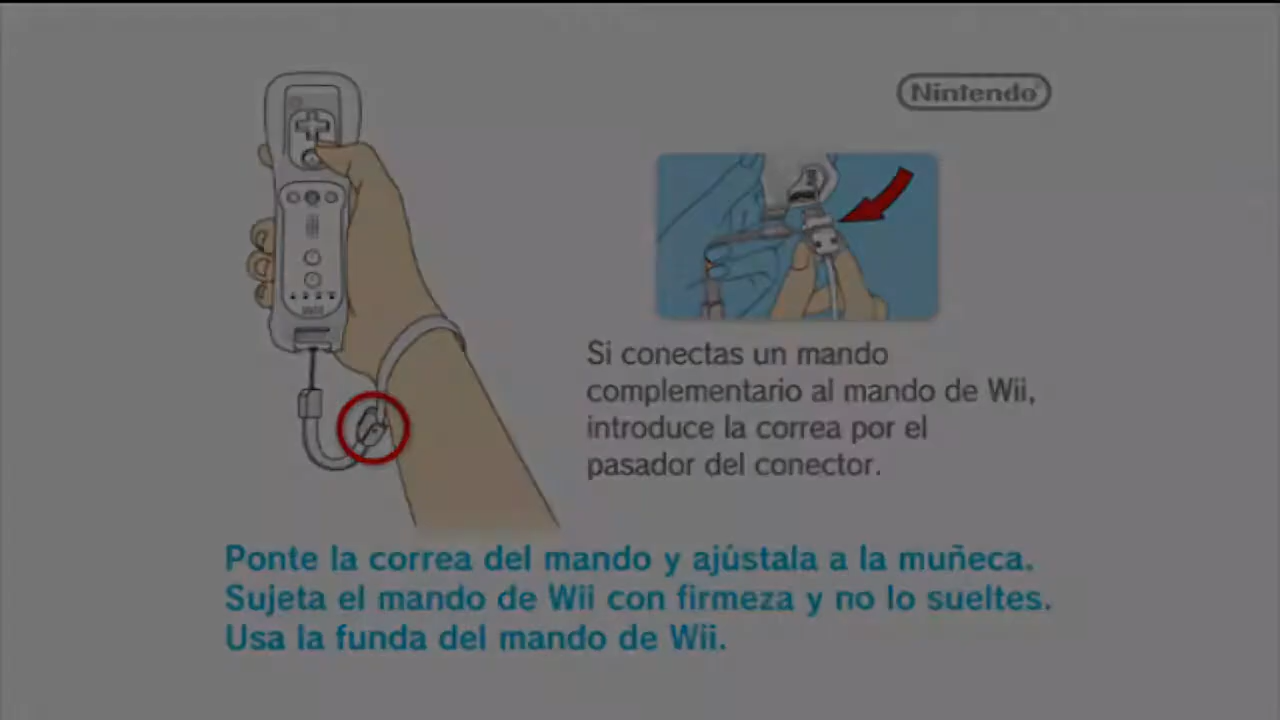 Nintendo
Si conectas un mando
complementario al mando de Wii,
introduce la correa por el
pasador del conector.
Ponte la correa del mando y ajústala a la muñeca.
Sujeta el mando de Wii con firmeza y no lo sueltes.
Usa la funda del mando de Wii.